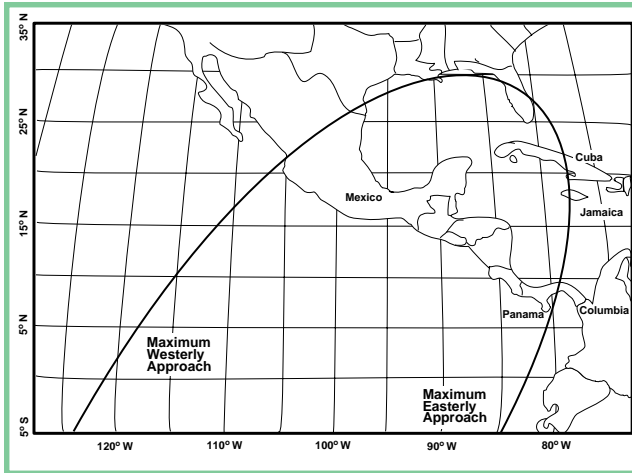 35° N
25° N
15° N
5° N
5° S
Cuba
Mexico
Jamaica
Panama
Columbia
Maximum
Westerly
Approach
Maximum
Easterly
Approach
120° W
110° W
100° W
90° W
80° W